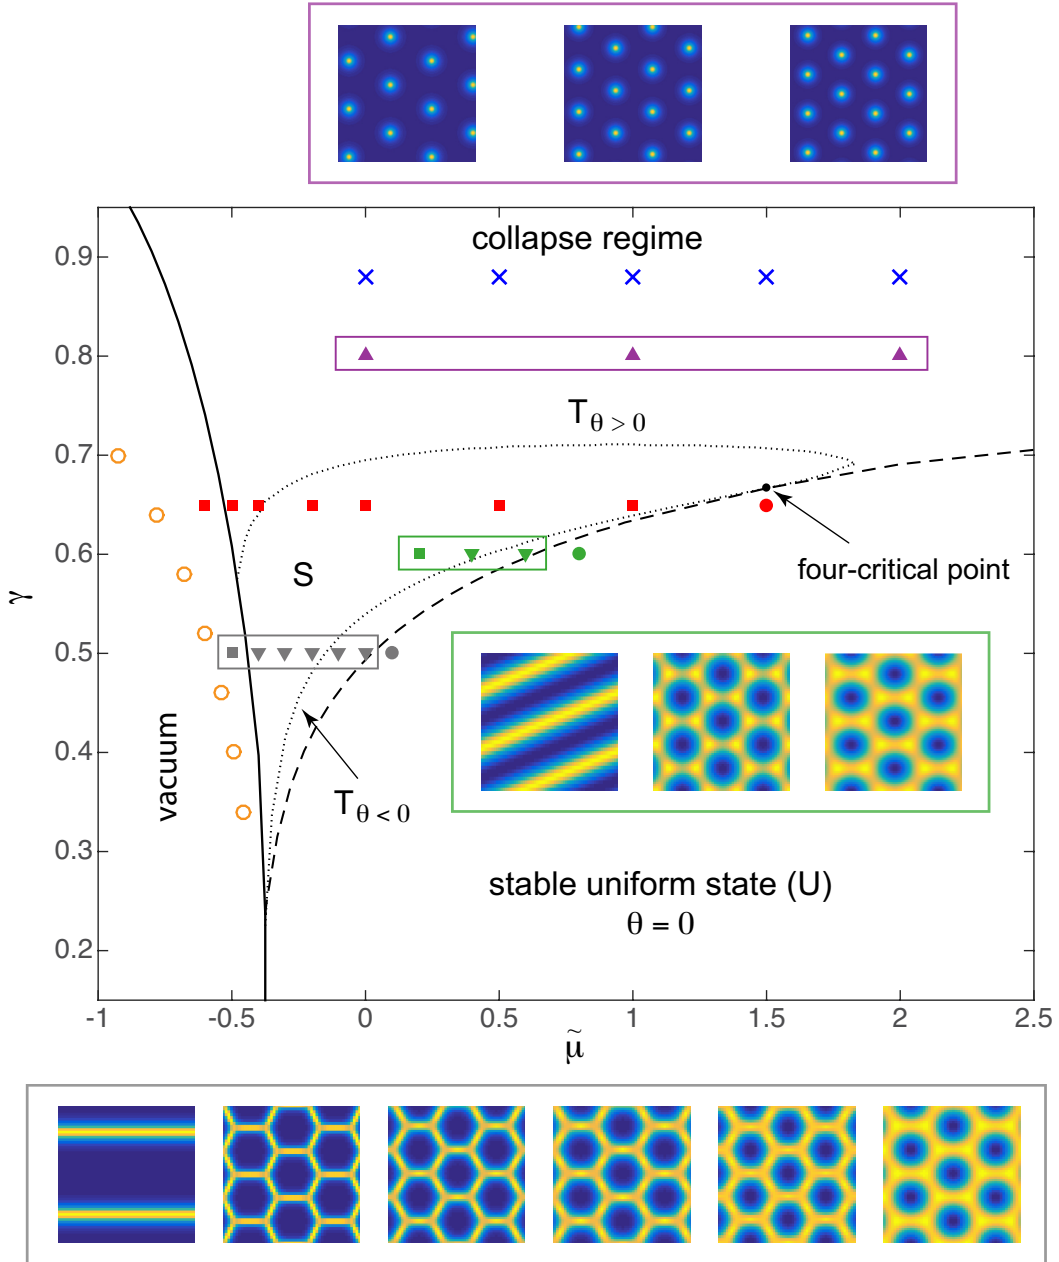 collapse regime
0.9
0.8
T θ > 0
0.7
0.6
four-critical point
S
γ
0.5
vacuum
0.4
T θ < 0
0.3
stable uniform state (U)
θ = 0
0.2
-1 -0.5 0 0.5 1 1.5 2 2.5
μ̃